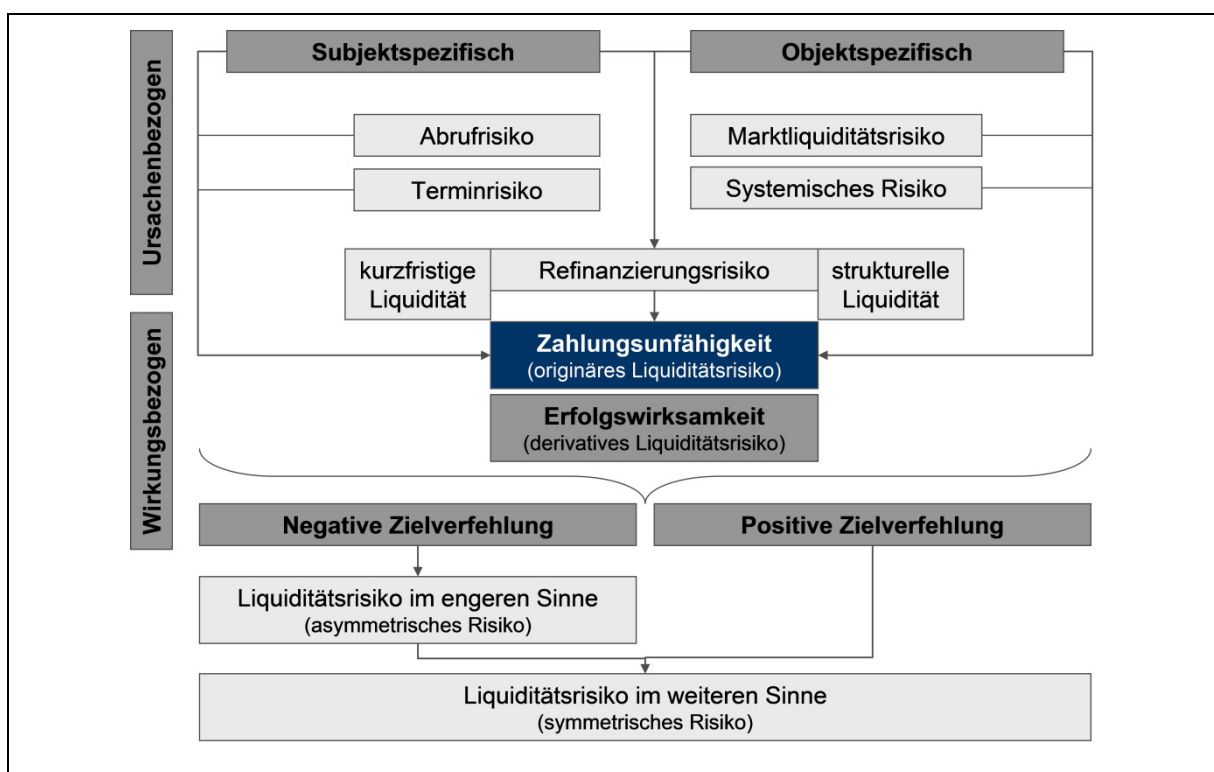 Ursachenbezogen
Subjektspezifisch
Objektspezifisch
Abrufrisiko
Marktliquiditätsrisiko
Terminrisiko
Systemisches Risiko
kurzfristige
Liquidität
Refinanzierungsrisiko
strukturelle
Liquidität
Wirkungsbezogen
Zahlungsunfähigkeit
(originäres Liquiditätsrisiko)
Erfolgswirksamkeit
(derivatives Liquiditätsrisiko)
Negative Zielverfehlung
Positive Zielverfehlung
Liquiditätsrisiko im engeren Sinne
(asymmetrisches Risiko)
Liquiditätsrisiko im weiteren Sinne
(symmetrisches Risiko)